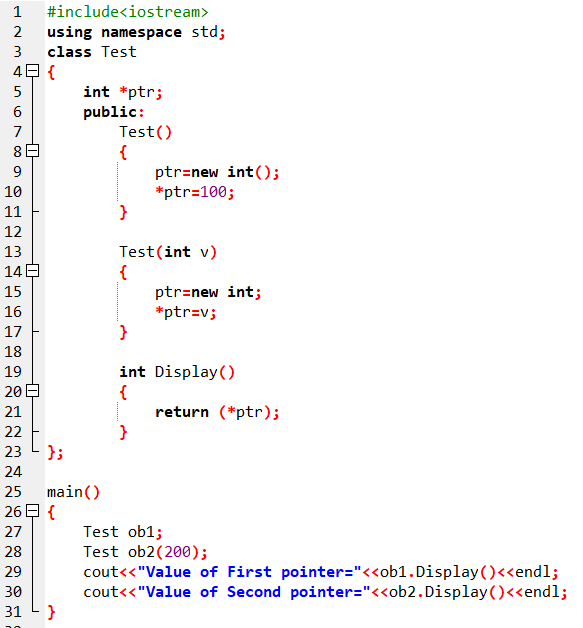 1 #include<iostream>
2 using namespace std;
3 class Test
4 {
5 int *ptr;
6 public:
7 Test()
8 {
9 ptr=new int();
10 *ptr=100;
11 }
12
13 Test(int v)
14 {
15 ptr=new int;
16 *ptr=v;
17 }
18
19 int Display()
20 {
21 return (*ptr);
22 }
23 };
24
25 main()
26 {
27 Test ob1;
28 Test ob2(200);
29 cout<<"Value of First pointer="<<ob1.Display()<<endl;
30 cout<<"Value of Second pointer="<<ob2.Display()<<endl;
31 }